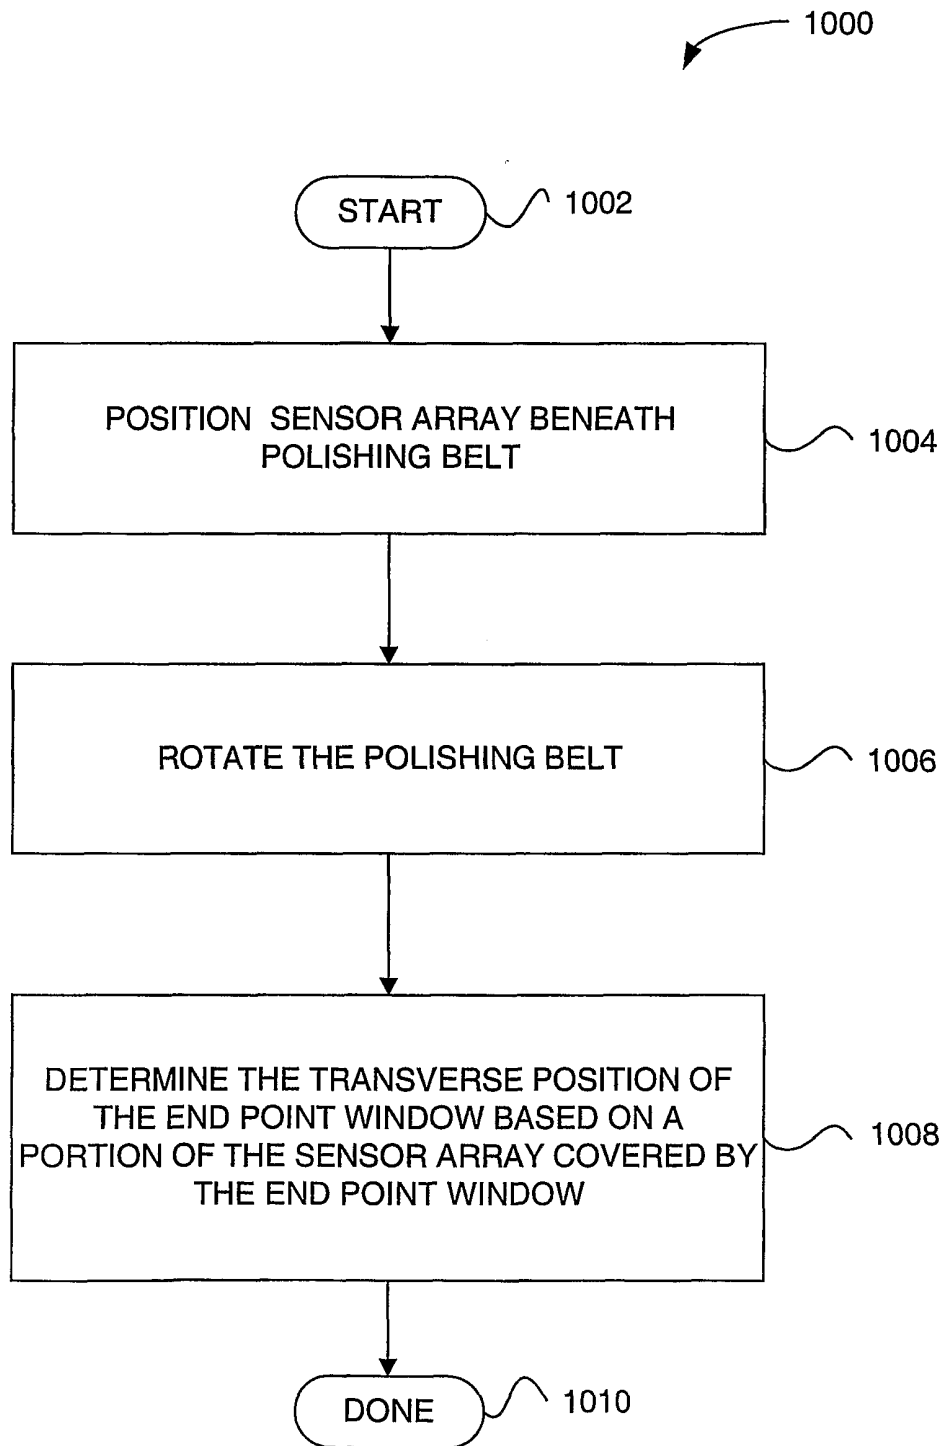 1000
START
1002
POSITION SENSOR ARRAY BENEATH
POLISHING BELT
1004
ROTATE THE POLISHING BELT
1006
DETERMINE THE TRANSVERSE POSITION OF
THE END POINT WINDOW BASED ON A
PORTION OF THE SENSOR ARRAY COVERED BY
THE END POINT WINDOW
1008
DONE
1010